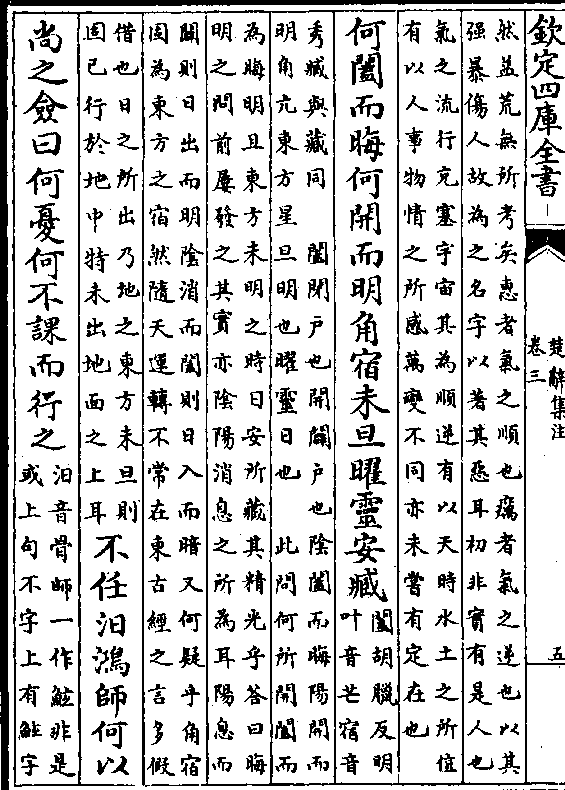 欽定四庫全書
楚辭集注
卷三
五
然益荒無所考矣惠者氣之順也癘者氣之逆也以其
强暴傷人故為之名字以著其惡耳初非實有是人也
氣之流行充塞宇宙其為順逆有以天時水土之所值
有以人事物情之所感萬變不同亦未嘗有定在也
何闔而晦何開而明角宿未旦曜靈安臧
闔胡臘反明
叶音芒宿音
秀臧與藏同　闔閉戶也開闢戶也陰闔而晦陽開而
明角亢東方星旦明也曜靈日也　此問何所開闔而
為晦明且東方未明之時日安所藏其精光乎答曰晦
明之問前屢發之其實亦陰陽消息之所為耳陽息而
闢則日出而明陰消而闔則日入而暗又何疑乎角宿
固為東方之宿然隨天運轉不常在東古經之言多假
借也日之所出乃地之東方未旦則
固已行於地中特未出地面之上耳
不任汩鴻師何以
尚之僉曰何憂何不課而行之
汩音骨師一作鮌非是
或上句不字上有鮌字